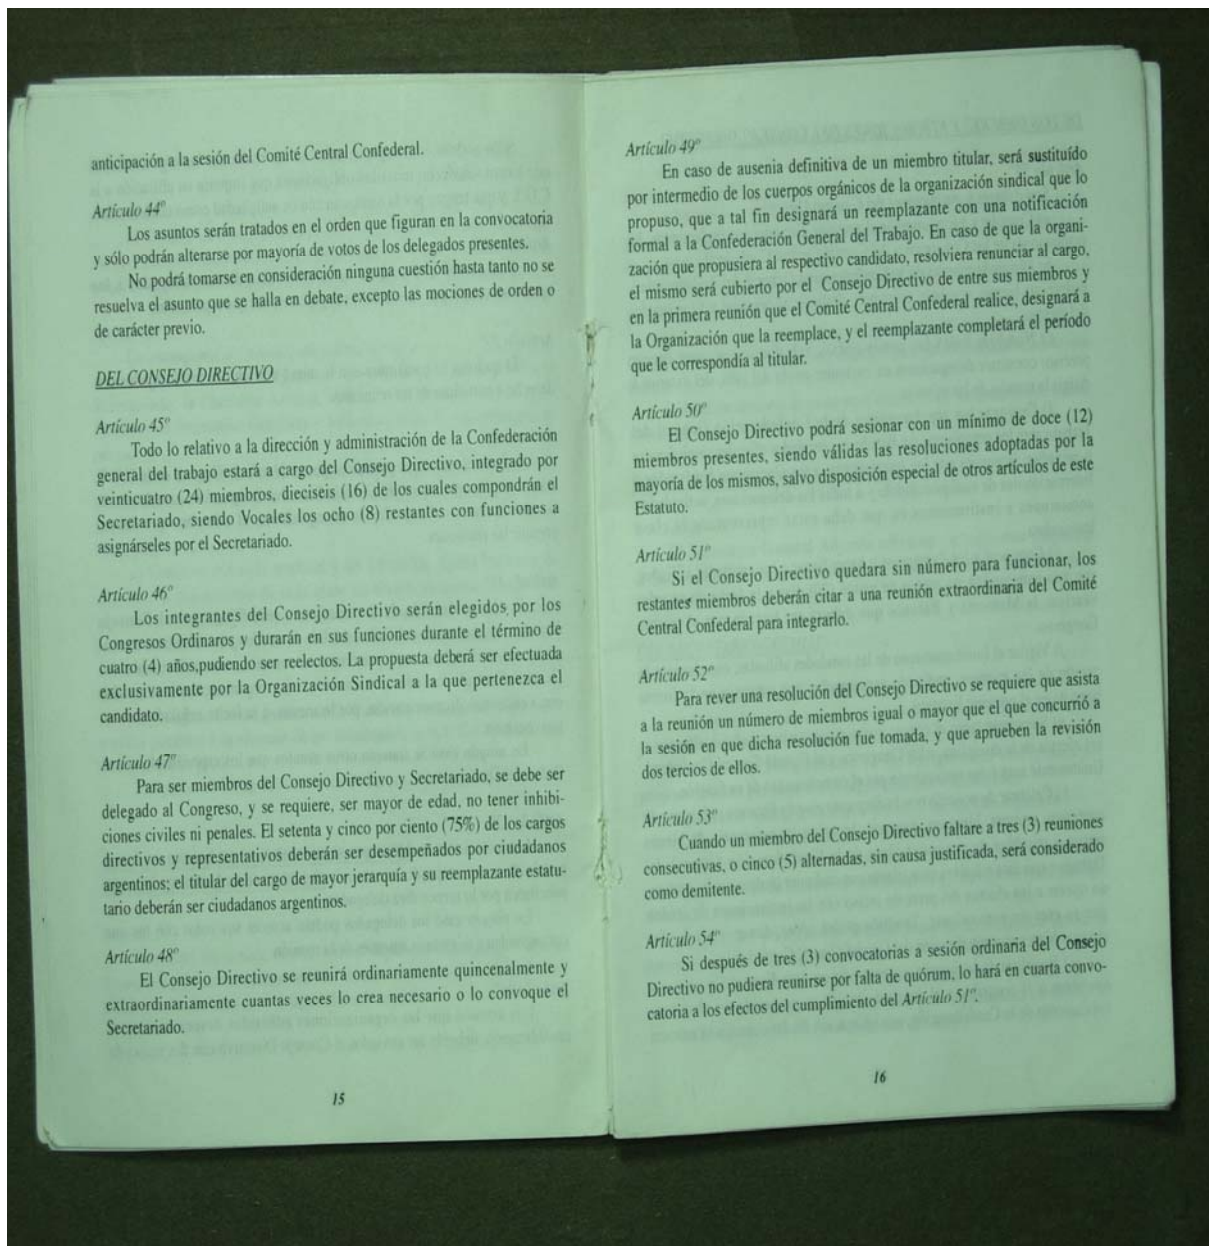 anticipación a la sesión del Comité Central Confederal.
Artículo 44º
Los asuntos serán tratados en el orden que figuran en la convocatoria
y sólo podrán alterarse por mayoría de votos de los delegados presentes.
No podrá tomarse en consideración ninguna cuestión hasta tanto no se
resuelva el asunto que se halla en debate, excepto las mociones de orden o
de carácter previo.
DEL CONSEJO DIRECTIVO
Artículo 45º
Todo lo relativo a la dirección y administración de la Confederación
general del trabajo estará a cargo del Consejo Directivo, integrado por
veinticuatro (24) miembros, dieciseis (16) de los cuales compondrán el
Secretariado, siendo Vocales los ocho (8) restantes con funciones a
asignárseles por el Secretariado.
Artículo 46º
Los integrantes del Consejo Directivo serán elegidos por los
Congresos Ordinaros y durarán en sus funciones durante el término de
cuatro (4) años,pudiendo ser reelectos. La propuesta deberá ser efectuada
exclusivamente por la Organización Sindical a la que pertenezca el
candidato.
Artículo 47º
Para ser miembros del Consejo Directivo y Secretariado, se debe ser
delegado al Congreso, y se requiere, ser mayor de edad, no tener inhibi-
ciones civiles ni penales. El setenta y cinco por ciento (75%) de los cargos
directivos y representativos deberán ser desempeñados por ciudadanos
argentinos; el titular del cargo de mayor jerarquía y su reemplazante estatu-
tario deberán ser ciudadanos argentinos.
Artículo 48º
El Consejo Directivo se reunirá ordinariamente quincenalmente y
extraordinariamente cuantas veces lo crea necesario o lo convoque el
Secretariado.
15
Artículo 49º
En caso de ausenia definitiva de un miembro titular, será sustituído
por intermedio de los cuerpos orgánicos de la organización sindical que lo
propuso, que a tal fin designará un reemplazante con una notificación
formal a la Confederación General del Trabajo. En caso de que la organi-
zación que propusiera al respectivo candidato, resolviera renunciar al cargo,
el mismo será cubierto por el Consejo Directivo de entre sus miembros y
en la primera reunión que el Comité Central Confederal realice, designará a
la Organización que la reemplace, y el reemplazante completará el período
que le correspondía al titular.
Artículo 50º
El Consejo Directivo podrá sesionar con un mínimo de doce (12)
miembros presentes, siendo válidas las resoluciones adoptadas por la
mayoría de los mismos, salvo disposición especial de otros artículos de este
Estatuto.
Artículo 51º
Si el Consejo Directivo quedara sin número para funcionar, los
restantes miembros deberán citar a una reunión extraordinaria del Comité
Central Confederal para integrarlo.
Artículo 52º
Para rever una resolución del Consejo Directivo se requiere que asista
a la reunión un número de miembros igual o mayor que el que concurrió a
la sesión en que dicha resolución fue tomada, y que aprueben la revisión
dos tercios de ellos.
Artículo 53º
Cuando un miembro del Consejo Directivo faltare a tres (3) reuniones
consecutivas, o cinco (5) alternadas, sin causa justificada, será considerado
como demitente.
Artículo 54º
Si después de tres (3) convocatorias a sesión ordinaria del Consejo
Directivo no pudiera reunirse por falta de quórum, lo hará en cuarta convo-
catoria a los efectos del cumplimiento del Artículo 51º.
16